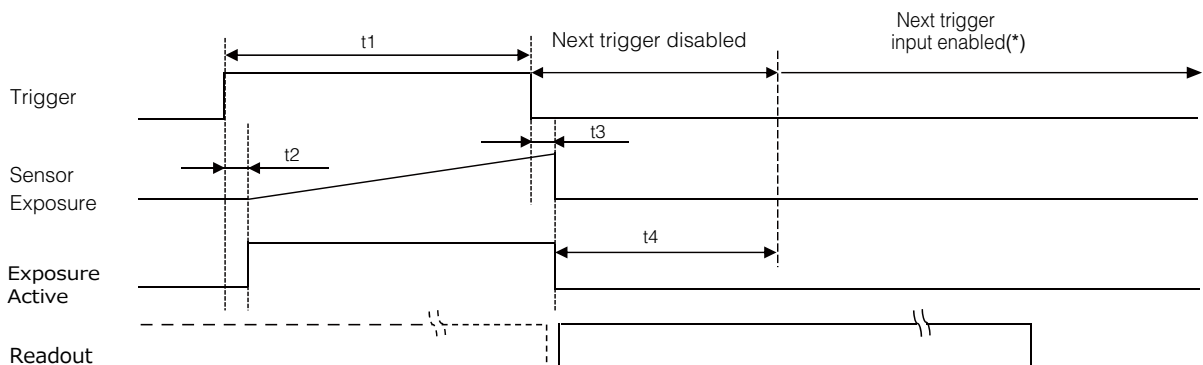 t1
Next trigger disabled
Next trigger
input enabled(*)
Trigger
t3
t2
Sensor
Exposure
t4
Exposure
Active
Readout